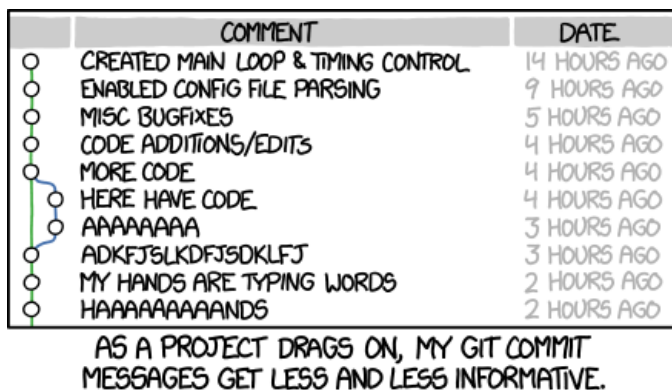 COMMENT DATE
CREATED MAIN LOOP & TIMING CONTROL 14 HOURS AGO
ENABLED CONFIG FILE PARSING 9 HOURS AGO
MISC BUGFIXES 5 HOURS AGO
CODE ADDITIONS/EDITS 4 HOURS AGO
MORE CODE 4 HOURS AGO
HERE HAVE CODE 4 HOURS AGO
AAAAAAAA 3 HOURS AGO
ADKFJSLKDFJSDKLFJ 3 HOURS AGO
MY HANDS ARE TYPING WORDS 2 HOURS AGO
HAAAAAAAAANDS 2 HOURS AGO
AS A PROJECT DRAGS ON, MY GIT COMMIT
MESSAGES GET LESS AND LESS INFORMATIVE.